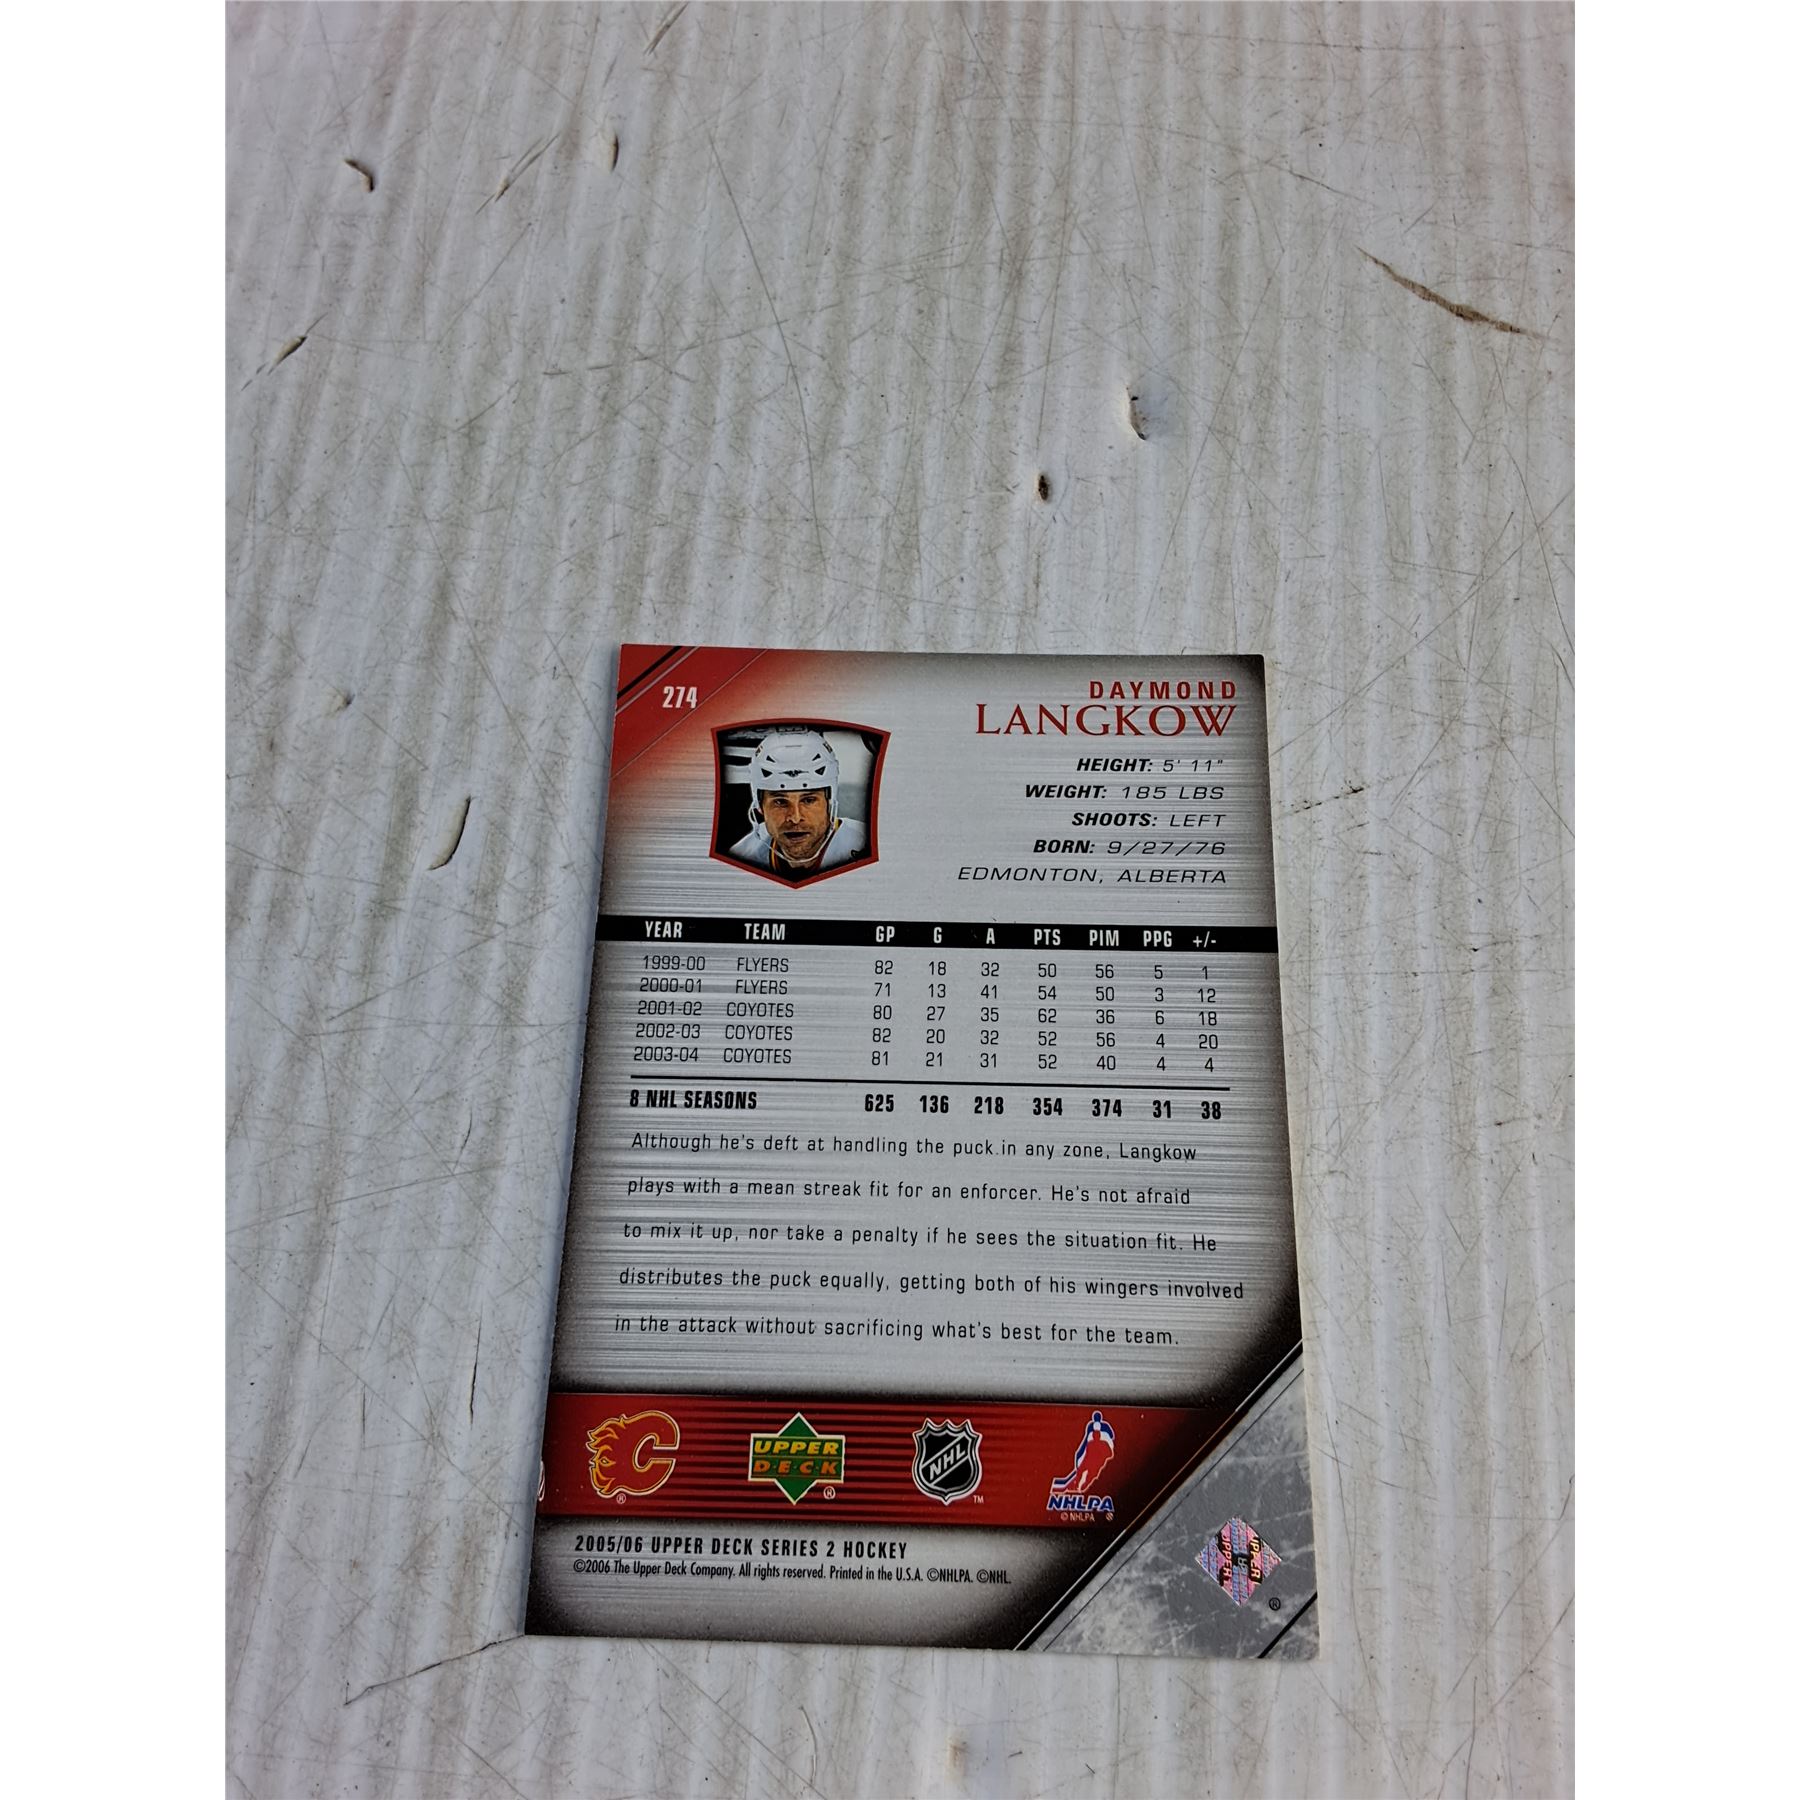 274
DAYMOND
LANGKOW
HEIGHT: 5' 11"
WEIGHT: 185 LBS
SHOOTS: LEFT
BORN: 9/27/76
EDMONTON, ALBERTA
YEAR TEAM GP G A PTS PIM PPG +/-
1999-00 FLYERS 82 18 32 50 56 5 1
2000-01 FLYERS 71 13 41 54 50 3 12
2001-02 COYOTES 80 27 35 62 36 6 18
2002-03 COYOTES 82 20 32 52 56 4 20
2003-04 COYOTES 81 21 31 52 40 4 4
8 NHL SEASONS 625 136 218 354 374 31 38
Although he's deft at handling the puck in any zone, Langkow
plays with a mean streak fit for an enforcer. He's not afraid
to mix it up, nor take a penalty if he sees the situation fit. He
distributes the puck equally, getting both of his wingers involved
in the attack without sacrificing what's best for the team.
C ®
UPPER
D·E·C·K ®
NHL ™
NHLPA
© NHLPA ®
2005/06 UPPER DECK SERIES 2 HOCKEY
©2006 The Upper Deck Company. All rights reserved. Printed in the U.S.A. ©NHLPA. ©NHL.
®